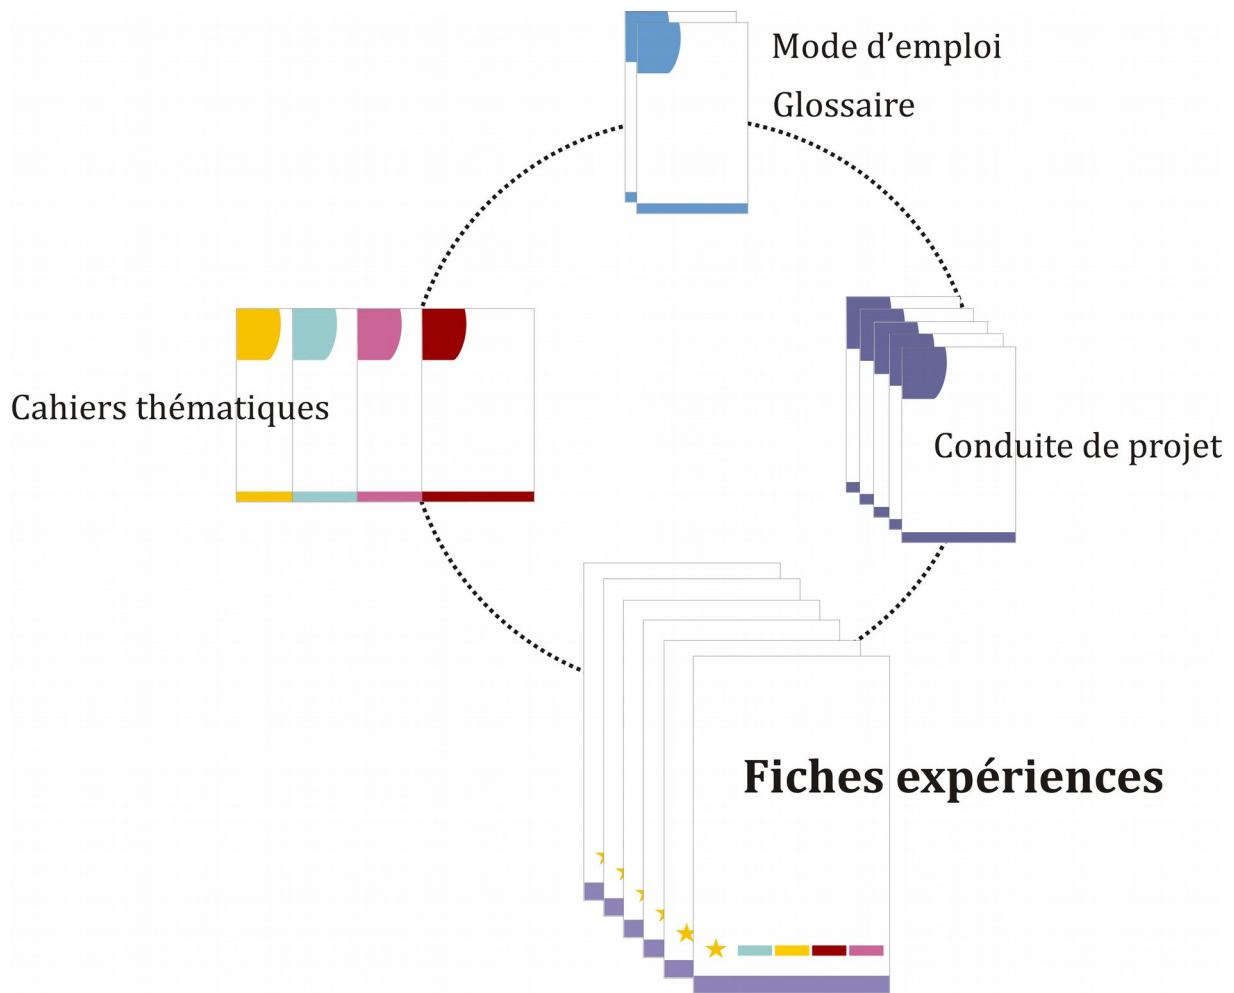 Mode d’emploi
Glossaire
Cahiers thématiques
Conduite de projet
Fiches expériences